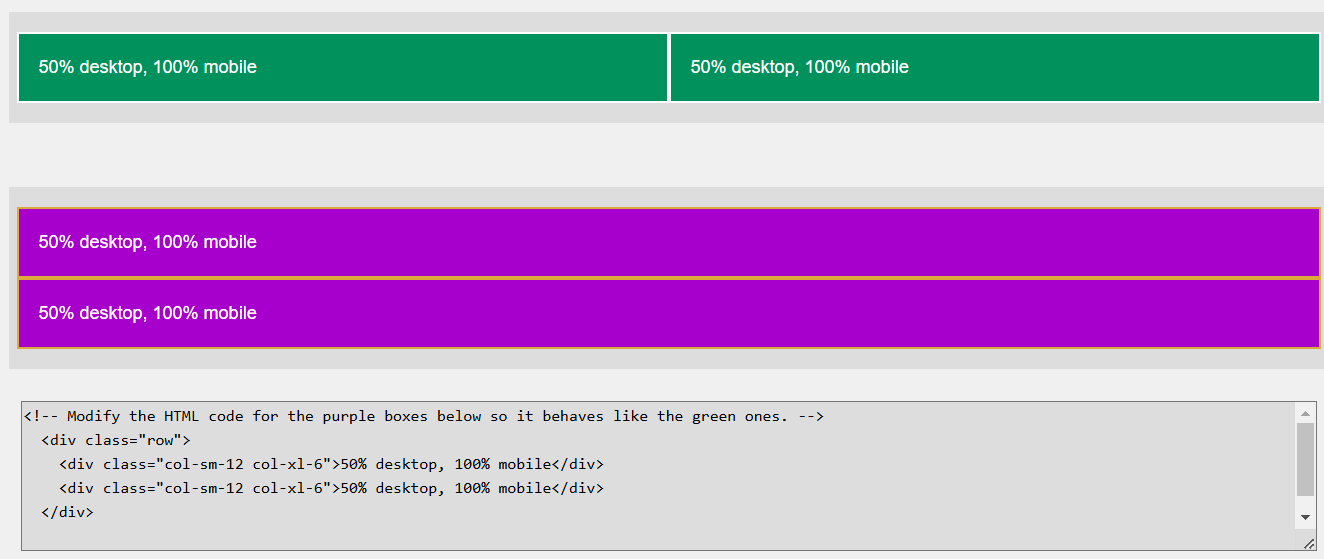 50% desktop, 100% mobile 50% desktop, 100% mobile
50% desktop, 100% mobile
50% desktop, 100% mobile
<!-- Modify the HTML code for the purple boxes below so it behaves like the green ones. -->
  <div class="row">
    <div class="col-sm-12 col-xl-6">50% desktop, 100% mobile</div>
    <div class="col-sm-12 col-xl-6">50% desktop, 100% mobile</div>
  </div>